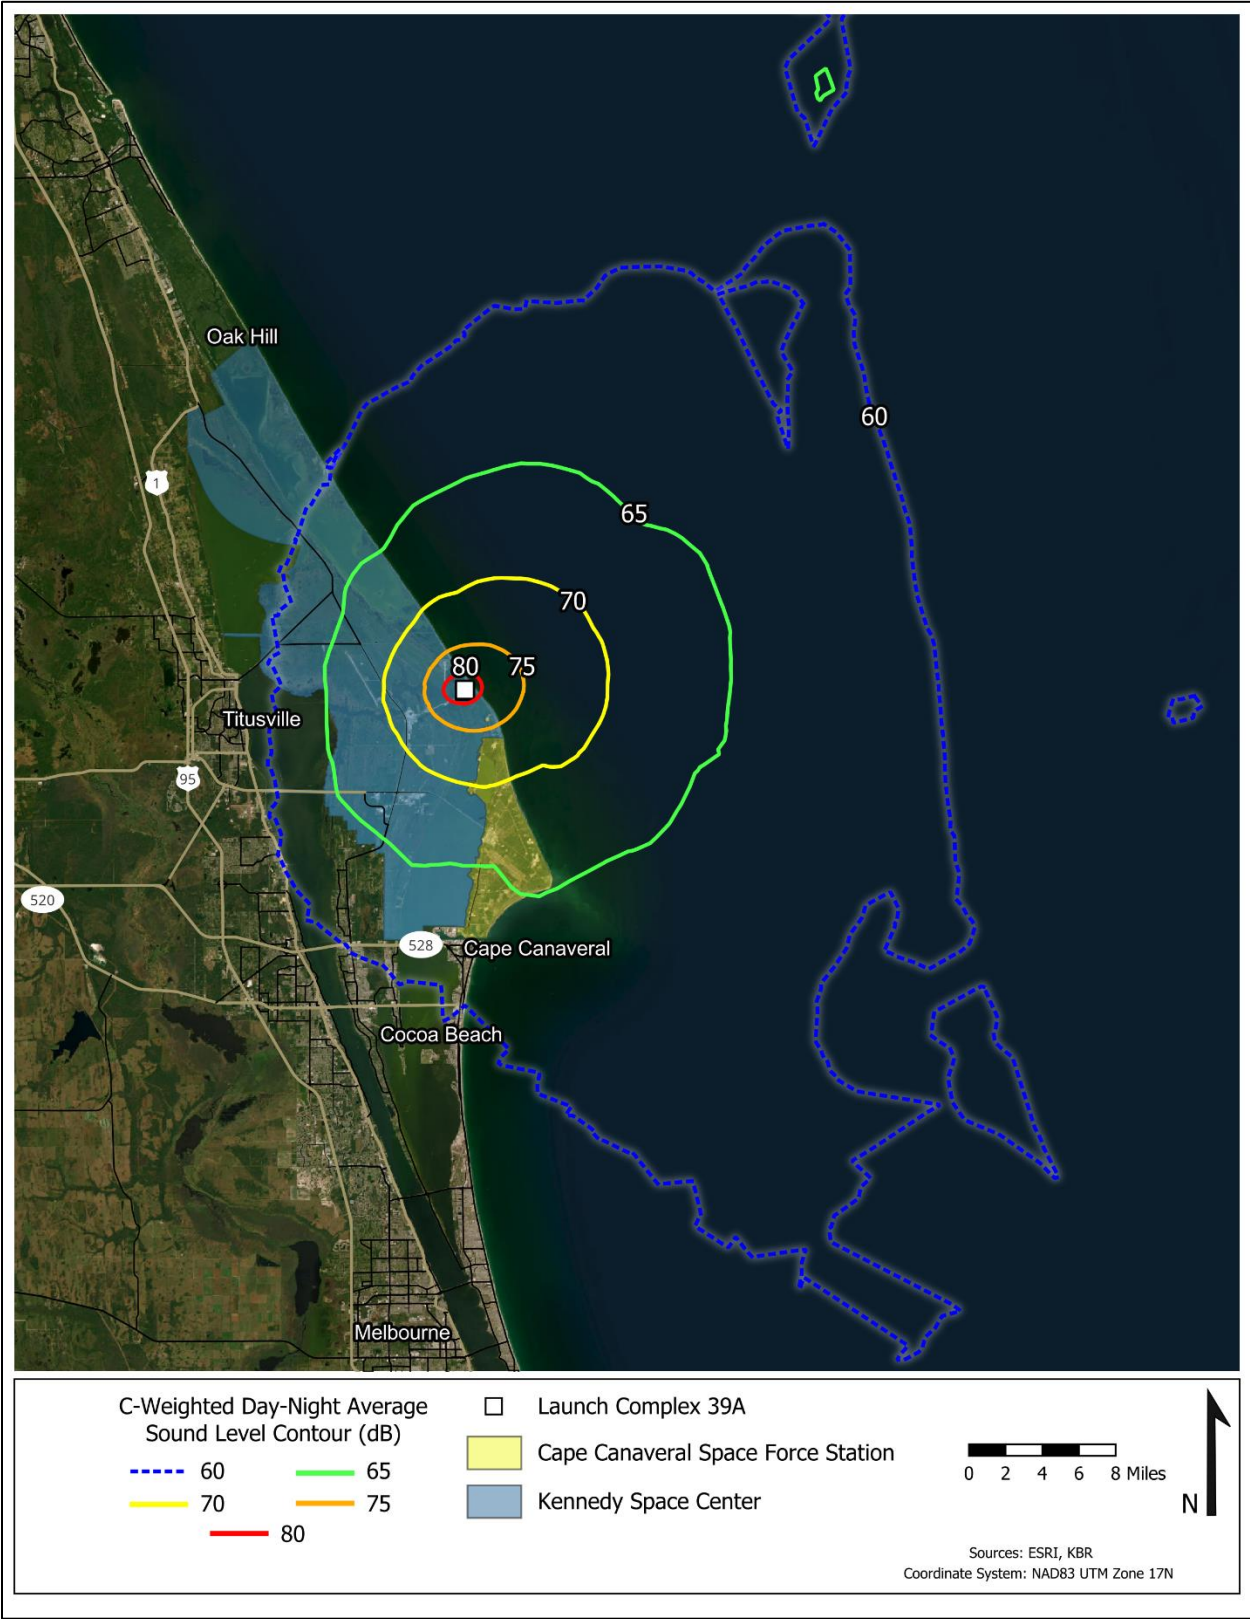 Oak Hill
60
1
65
70
80
75
Titusville
95
520
528
Cape Canaveral
Cocoa Beach
Melbourne
C-Weighted Day-Night Average
Sound Level Contour (dB)
60
65
70
75
80
Launch Complex 39A
Cape Canaveral Space Force Station
Kennedy Space Center
0 2 4 6 8 Miles
N
Sources: ESRI, KBR
Coordinate System: NAD83 UTM Zone 17N